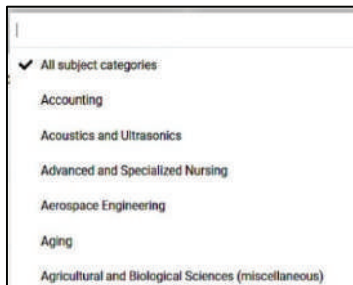 All subject categories
Accounting
Acoustics and Ultrasonics
Advanced and Specialized Nursing
Aerospace Engineering
Aging
Agricultural and Biological Sciences (miscellaneous)